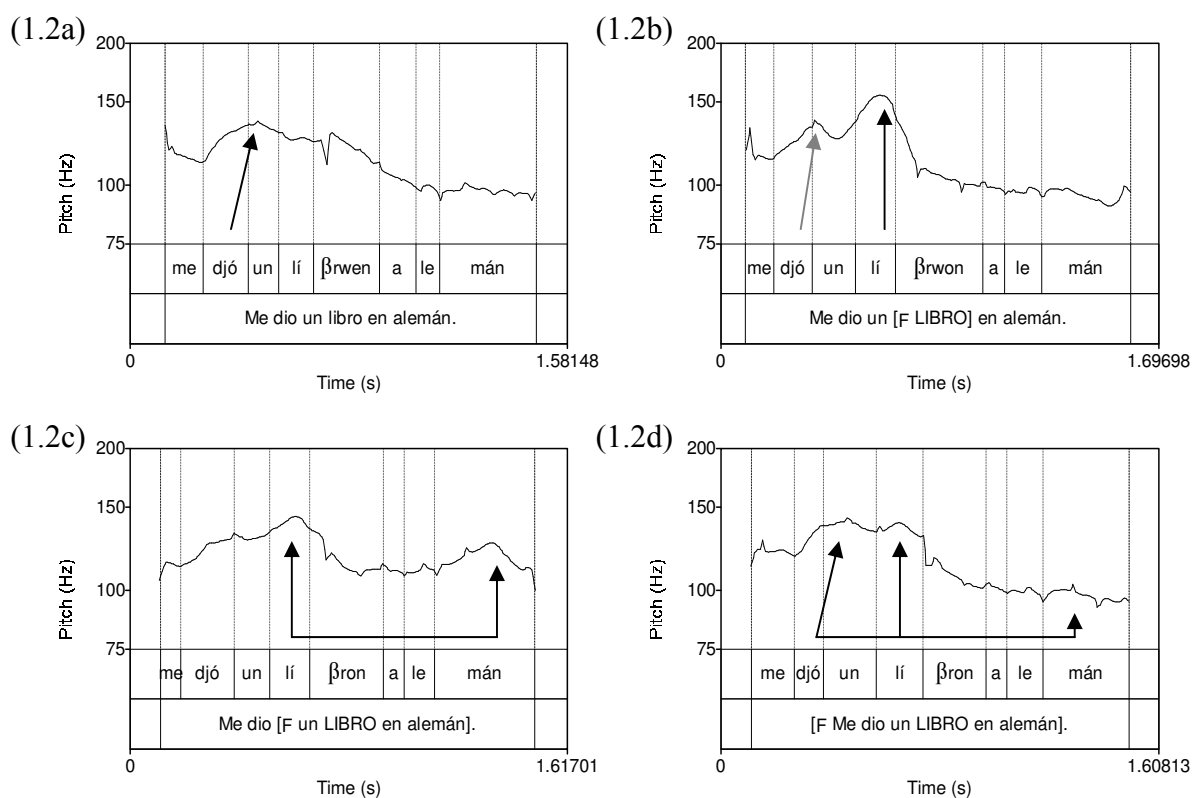 (1.2a)
Pitch (Hz)
200
150
100
75
me djó un lí βrwen a le mán
Me dio un libro en alemán.
0 1.58148
Time (s)
(1.2b)
Pitch (Hz)
200
150
100
75
me djó un lí βrwon a le mán
Me dio un [F LIBRO] en alemán.
0 1.69698
Time (s)
(1.2c)
Pitch (Hz)
200
150
100
75
me djó un lí βron a le mán
Me dio [F un LIBRO en alemán].
0 1.61701
Time (s)
(1.2d)
Pitch (Hz)
200
150
100
75
me djó un lí βron a le mán
[F Me dio un LIBRO en alemán].
0 1.60813
Time (s)